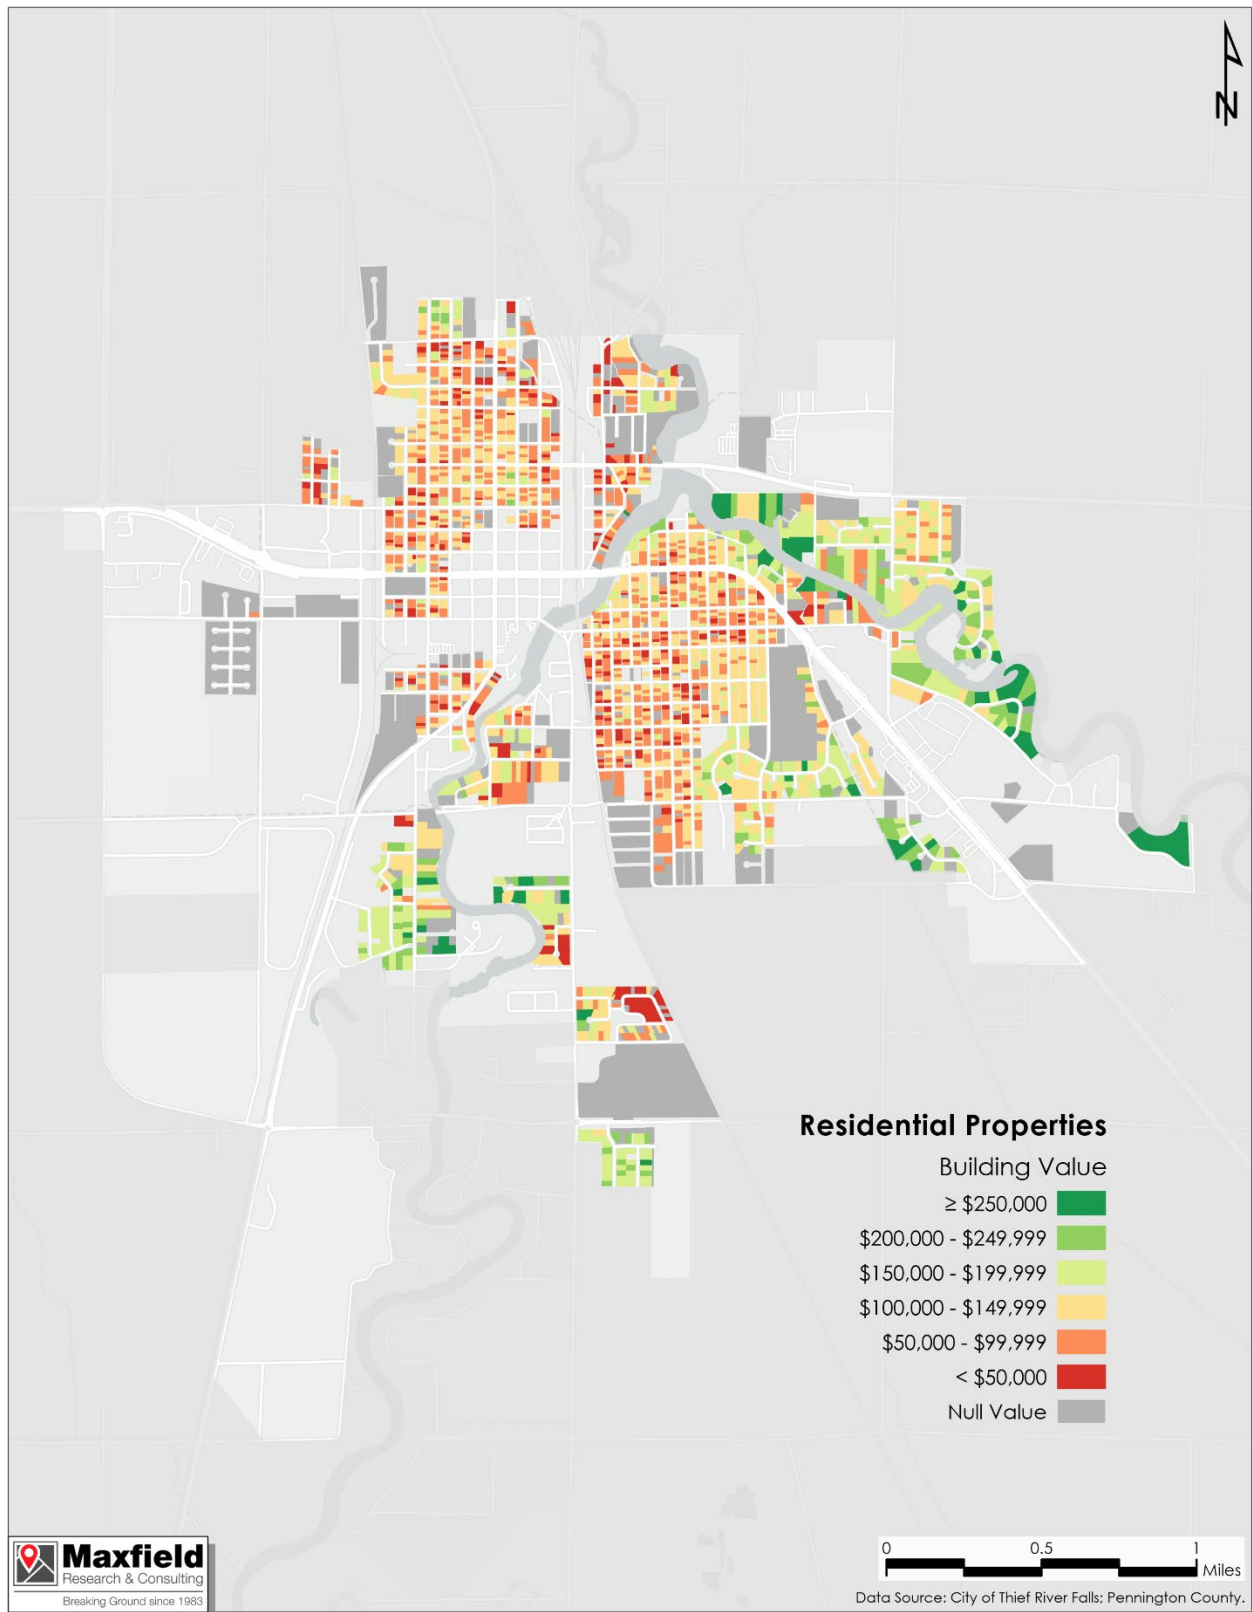 N
Residential Properties
Building Value
≥ $250,000
$200,000 - $249,999
$150,000 - $199,999
$100,000 - $149,999
$50,000 - $99,999
< $50,000
Null Value
Maxfield
Research & Consulting
Breaking Ground since 1983
0 0.5 1
Miles
Data Source: City of Thief River Falls; Pennington County.